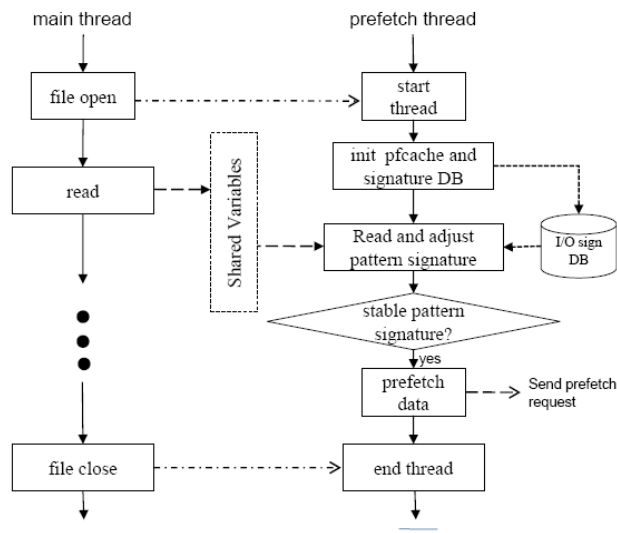 main thread
prefetch thread
file open
start
thread
init pfcache and
signature DB
read
Shared Variables
Read and adjust
pattern signature
I/O sign
DB
stable pattern
signature?
yes
prefetch
data
Send prefetch
request
file close
end thread